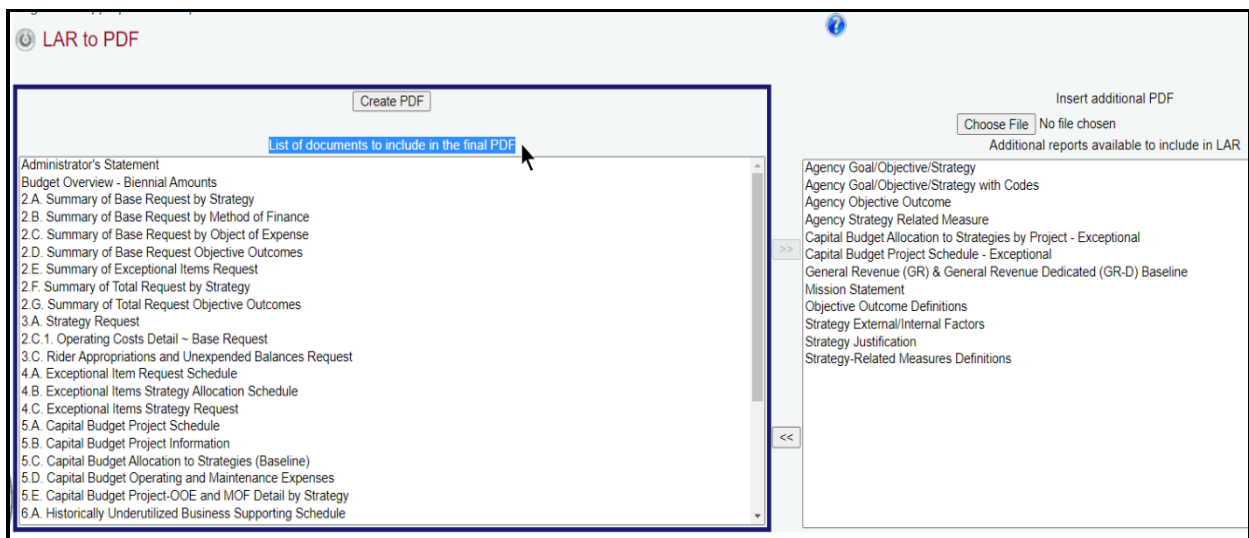 LAR to PDF
Create PDF
List of documents to include in the final PDF
Administrator's Statement
Budget Overview - Biennial Amounts
2.A. Summary of Base Request by Strategy
2.B. Summary of Base Request by Method of Finance
2.C. Summary of Base Request by Object of Expense
2.D. Summary of Base Request Objective Outcomes
2.E. Summary of Exceptional Items Request
2.F. Summary of Total Request by Strategy
2.G. Summary of Total Request Objective Outcomes
3.A. Strategy Request
2.C.1. Operating Costs Detail ~ Base Request
3.C. Rider Appropriations and Unexpended Balances Request
4.A. Exceptional Item Request Schedule
4.B. Exceptional Items Strategy Allocation Schedule
4.C. Exceptional Items Strategy Request
5.A. Capital Budget Project Schedule
5.B. Capital Budget Project Information
5.C. Capital Budget Allocation to Strategies (Baseline)
5.D. Capital Budget Operating and Maintenance Expenses
5.E. Capital Budget Project-OOE and MOF Detail by Strategy
6.A. Historically Underutilized Business Supporting Schedule
>>
<<
?
Insert additional PDF
Choose File No file chosen
Additional reports available to include in LAR
Agency Goal/Objective/Strategy
Agency Goal/Objective/Strategy with Codes
Agency Objective Outcome
Agency Strategy Related Measure
Capital Budget Allocation to Strategies by Project - Exceptional
Capital Budget Project Schedule - Exceptional
General Revenue (GR) & General Revenue Dedicated (GR-D) Baseline
Mission Statement
Objective Outcome Definitions
Strategy External/Internal Factors
Strategy Justification
Strategy-Related Measures Definitions